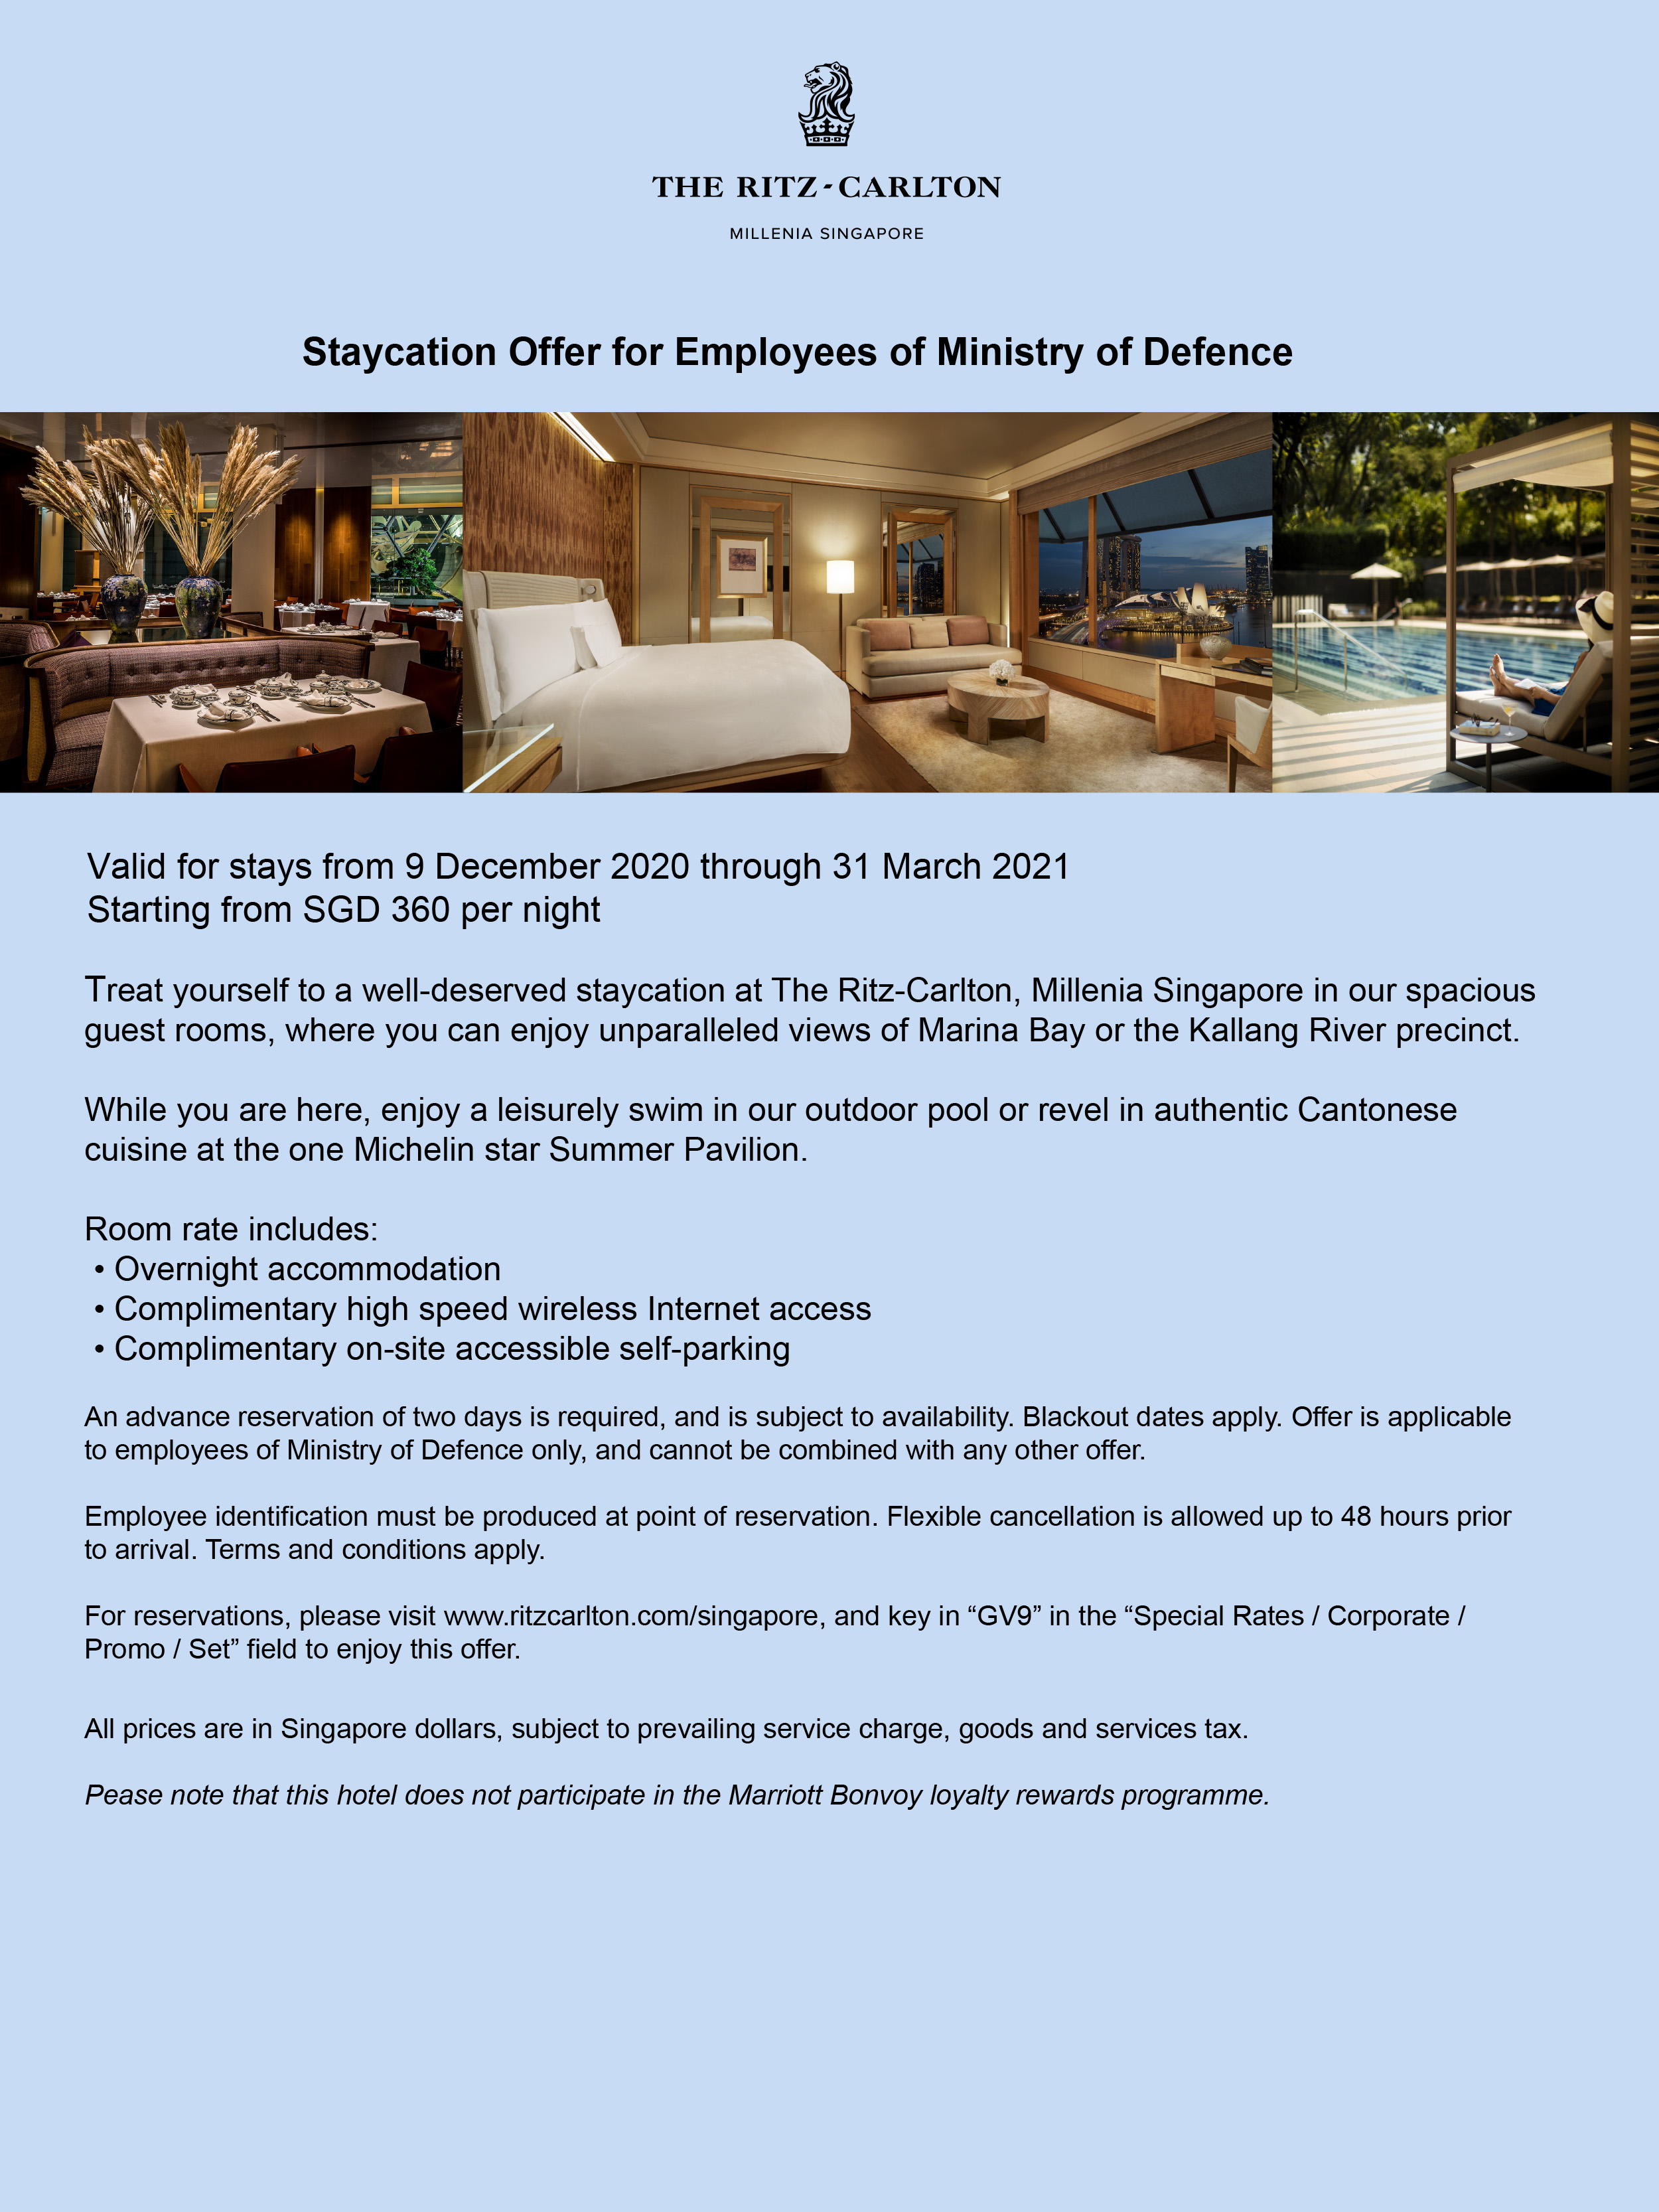 THE RITZ-CARLTON
MILLENIA SINGAPORE
Staycation Offer for Employees of Ministry of Defence
Valid for stays from 9 December 2020 through 31 March 2021
Starting from SGD 360 per night
Treat yourself to a well-deserved staycation at The Ritz-Carlton, Millenia Singapore in our spacious
guest rooms, where you can enjoy unparalleled views of Marina Bay or the Kallang River precinct.
While you are here, enjoy a leisurely swim in our outdoor pool or revel in authentic Cantonese
cuisine at the one Michelin star Summer Pavilion.
Room rate includes:
• Overnight accommodation
• Complimentary high speed wireless Internet access
• Complimentary on-site accessible self-parking
An advance reservation of two days is required, and is subject to availability. Blackout dates apply. Offer is applicable
to employees of Ministry of Defence only, and cannot be combined with any other offer.
Employee identification must be produced at point of reservation. Flexible cancellation is allowed up to 48 hours prior
to arrival. Terms and conditions apply.
For reservations, please visit www.ritzcarlton.com/singapore, and key in “GV9” in the “Special Rates / Corporate /
Promo / Set” field to enjoy this offer.
All prices are in Singapore dollars, subject to prevailing service charge, goods and services tax.
Pease note that this hotel does not participate in the Marriott Bonvoy loyalty rewards programme.